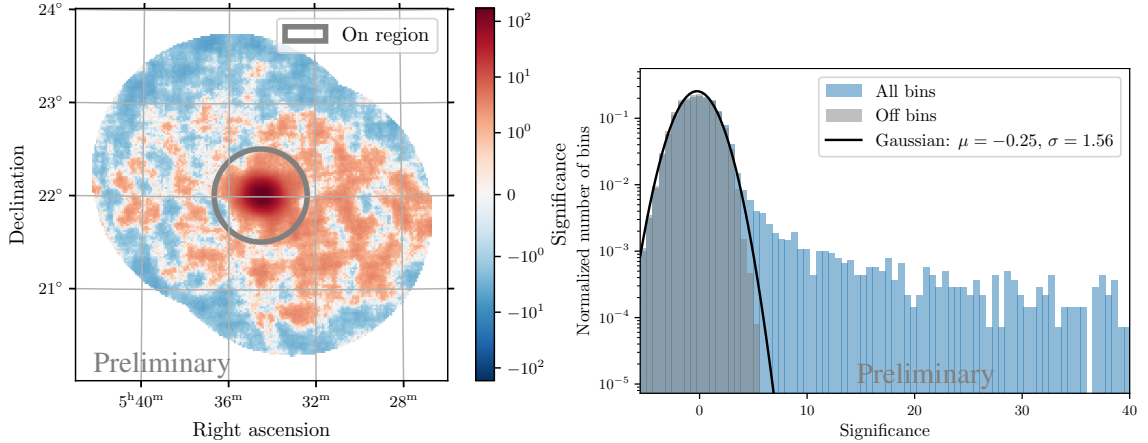 24°
23°
22°
21°
Declination
On region
Preliminary
5ʰ40ᵐ 36ᵐ 32ᵐ 28ᵐ
Right ascension
10²
10¹
10⁰
0
−10⁰
−10¹
−10²
Significance
10⁻¹
10⁻²
10⁻³
10⁻⁴
10⁻⁵
Normalized number of bins
All bins
Off bins
Gaussian: μ = −0.25, σ = 1.56
Preliminary
0 10 20 30 40
Significance